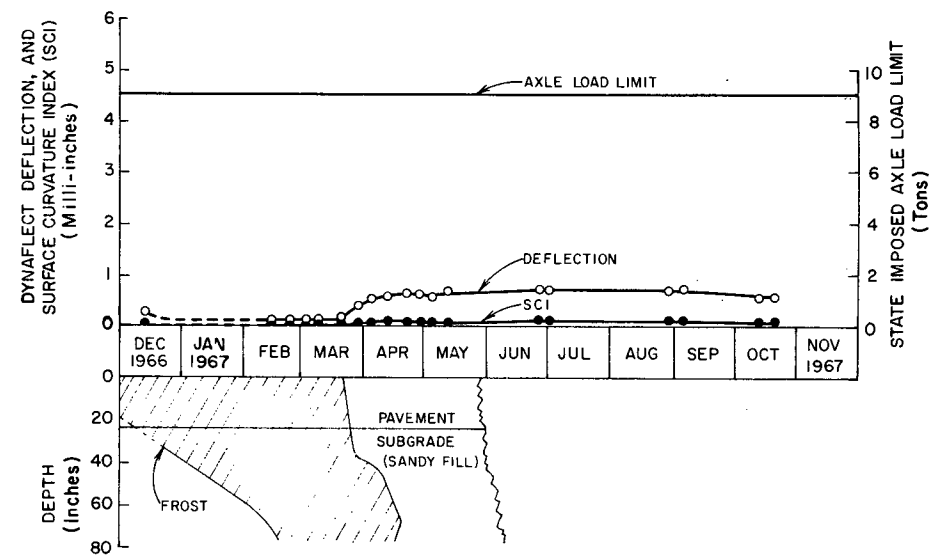 DYNAFLECT DEFLECTION, AND
SURFACE CURVATURE INDEX (SCI)
(Milli-inches)
6
5
4
3
2
1
0
AXLE LOAD LIMIT
DEFLECTION
SCI
10
8
6
4
2
0
STATE IMPOSED AXLE LOAD LIMIT
(Tons)
DEC
1966
JAN
1967
FEB
MAR
APR
MAY
JUN
JUL
AUG
SEP
OCT
NOV
1967
DEPTH
(Inches)
0
20
40
60
80
PAVEMENT
SUBGRADE
(SANDY FILL)
FROST